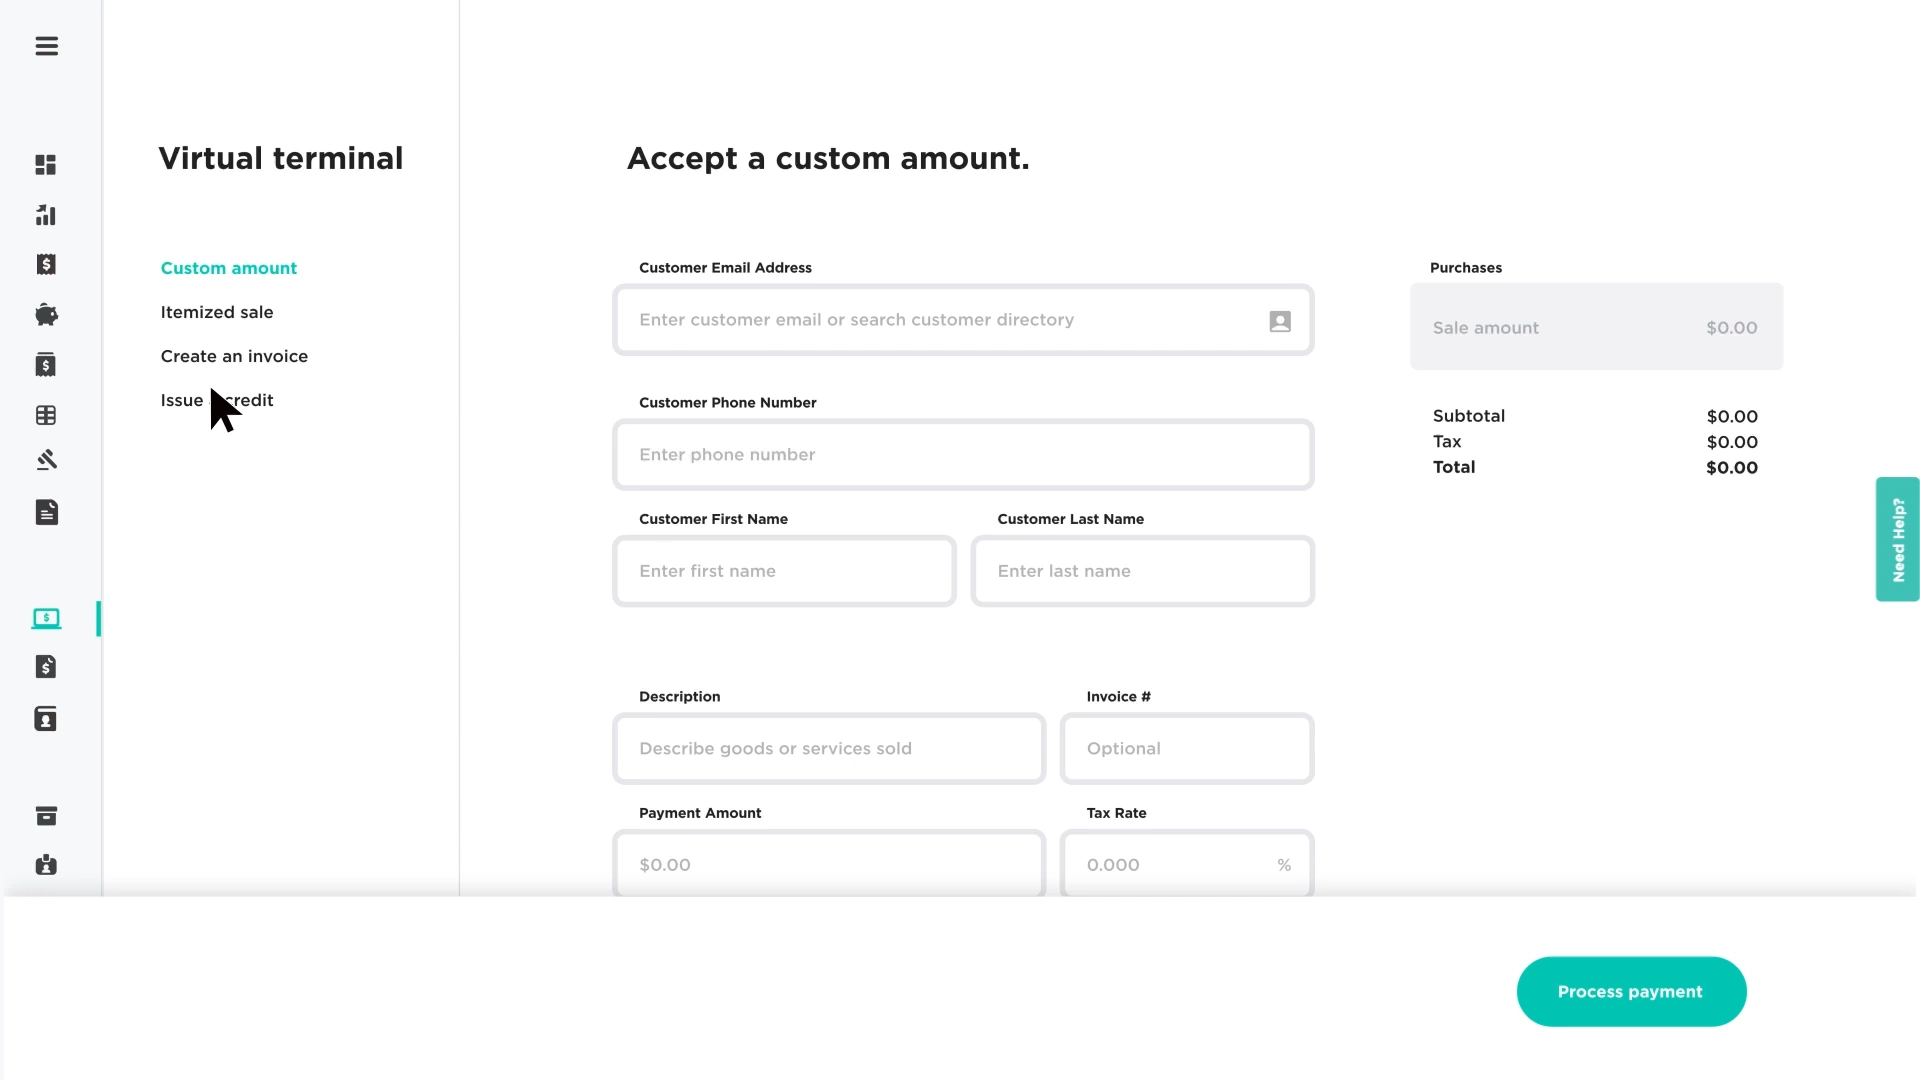 Virtual terminal
Custom amount
Itemized sale
Create an invoice
Issue credit
Accept a custom amount.
Customer Email Address
Enter customer email or search customer directory
Customer Phone Number
Enter phone number
Customer First Name
Customer Last Name
Enter first name
Enter last name
Description
Invoice #
Describe goods or services sold
Optional
Payment Amount
Tax Rate
$0.00
0.000 %
Purchases
Sale amount $0.00
Subtotal $0.00
Tax $0.00
Total $0.00
Need Help?
Process payment